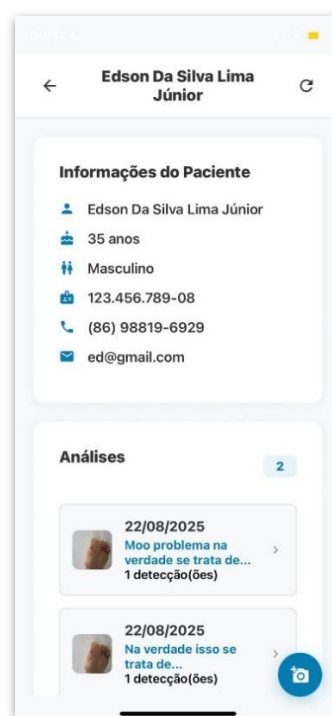 Edson Da Silva Lima
Júnior
Informações do Paciente
Edson Da Silva Lima Júnior
35 anos
Masculino
123.456.789-08
(86) 98819-6929
ed@gmail.com
Análises
2
22/08/2025
Moo problema na
verdade se trata de...
1 detecção(ões)
22/08/2025
Na verdade isso se
trata de...
1 detecção(ões)